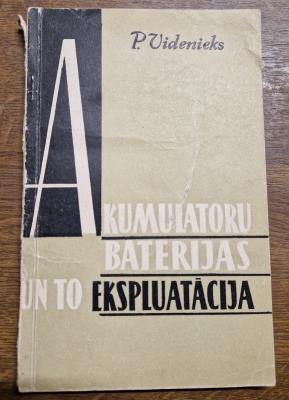 P. Videnieks
AKUMULATORU
BATERIJAS
UN TO EKSPLUATĀCIJA